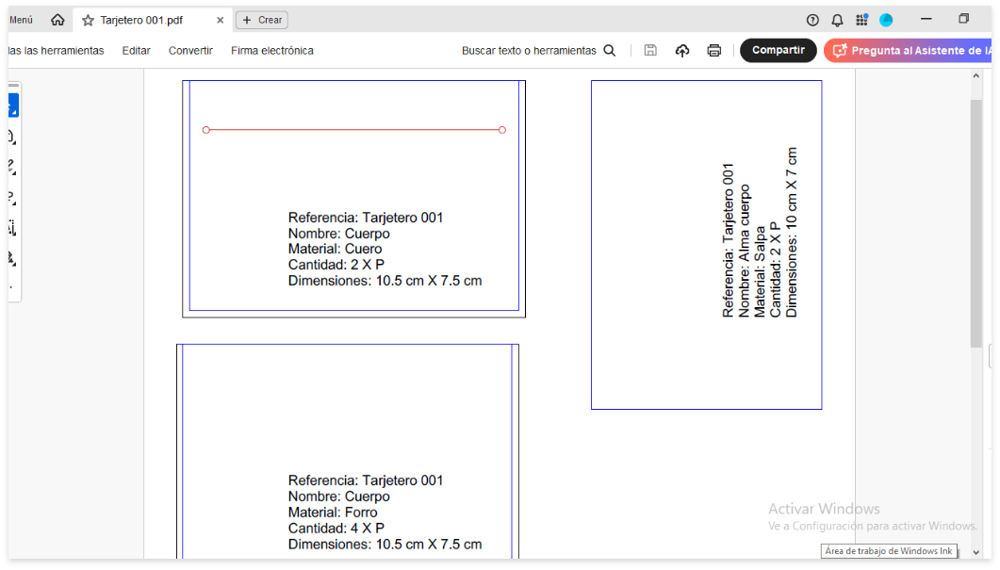 Menú
Tarjetero 001.pdf
Crear
las las herramientas
Editar
Convertir
Firma electrónica
Buscar texto o herramientas
Compartir
Pregunta al Asistente de IA
Referencia: Tarjetero 001
Nombre: Cuerpo
Material: Cuero
Cantidad: 2 X P
Dimensiones: 10.5 cm X 7.5 cm
Referencia: Tarjetero 001
Nombre: Alma cuerpo
Material: Salpa
Cantidad: 2 X P
Dimensiones: 10 cm X 7 cm
Referencia: Tarjetero 001
Nombre: Cuerpo
Material: Forro
Cantidad: 4 X P
Dimensiones: 10.5 cm X 7.5 cm
Activar Windows
Ve a Configuración para activar Windows.
Área de trabajo de Windows Ink